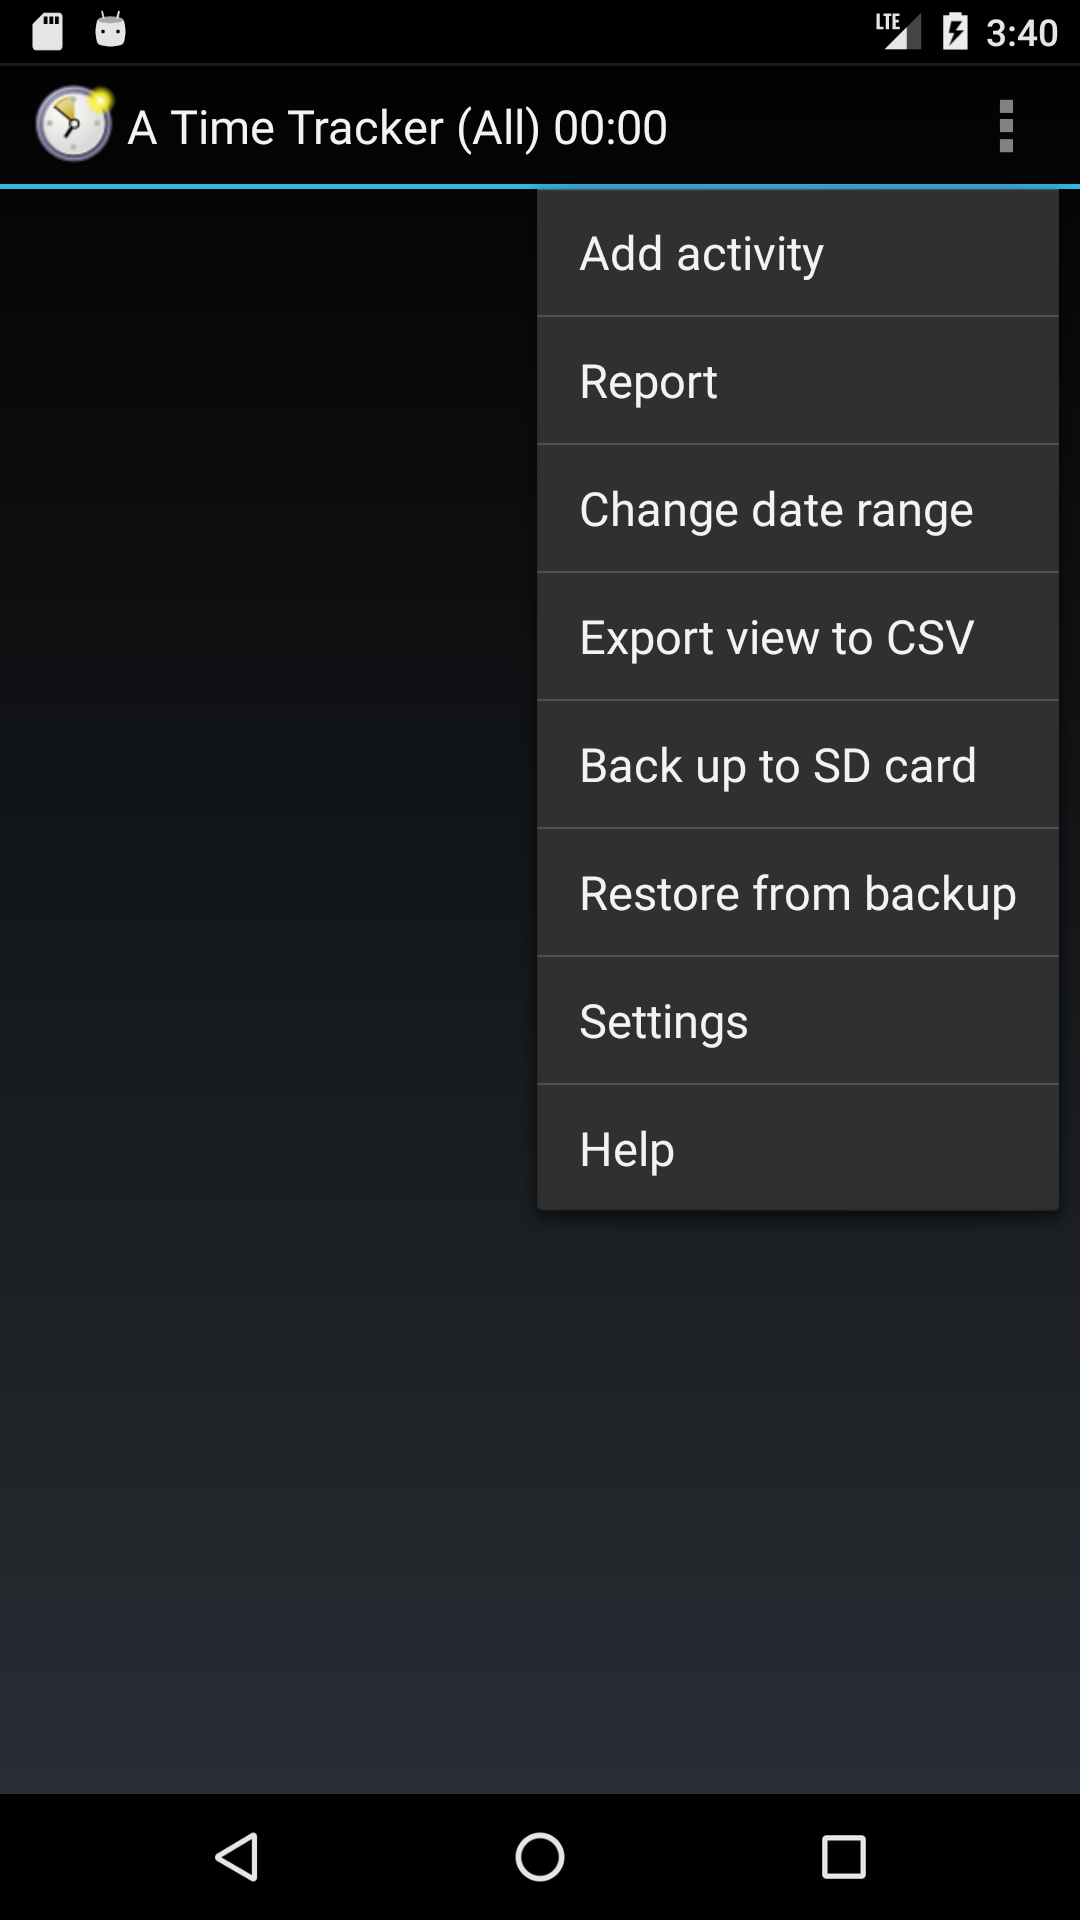 LTE 3:40
A Time Tracker (All) 00:00
Add activity
Report
Change date range
Export view to CSV
Back up to SD card
Restore from backup
Settings
Help